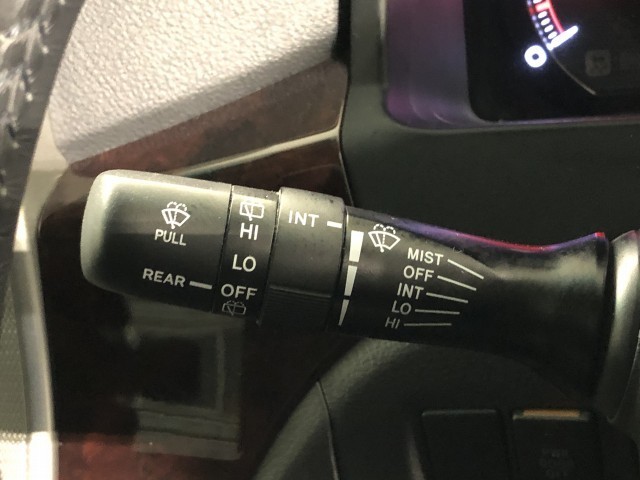 PULL
REAR
HI
LO
OFF
INT
MIST
OFF
INT
LO
HI